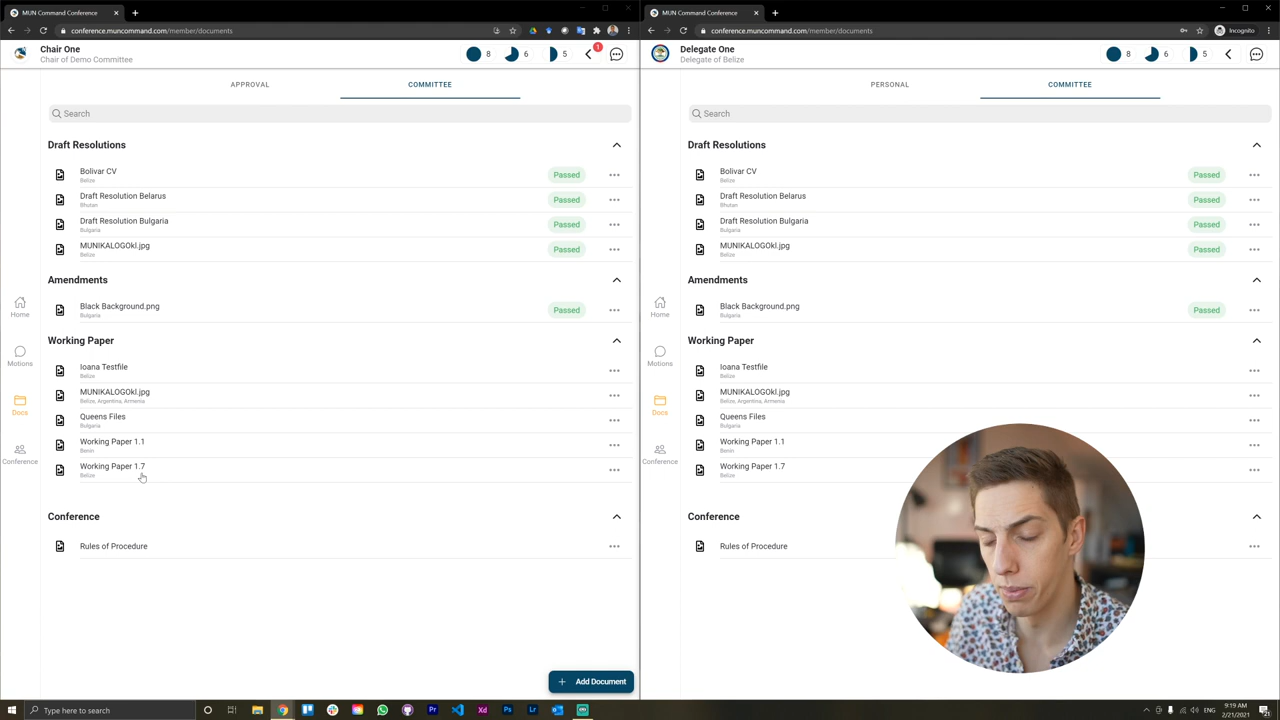 MUN Command Conference
conference.muncommand.com/member/documents
Chair One
Chair of Demo Committee
8 6 5 1
APPROVAL COMMITTEE
Search
Draft Resolutions
Bolivar CV Passed
Belize
Draft Resolution Belarus Passed
Bhutan
Draft Resolution Bulgaria Passed
Bulgaria
MUNIKALOGOkl.jpg Passed
Belize
Amendments
Black Background.png Passed
Bulgaria
Working Paper
Ioana Testfile
Belize
MUNIKALOGOkl.jpg
Belize, Argentina, Armenia
Queens Files
Bulgaria
Working Paper 1.1
Benin
Working Paper 1.7
Belize
Conference
Rules of Procedure
Home
Motions
Docs
Conference
+ Add Document
MUN Command Conference
conference.muncommand.com/member/documents
Incognito
Delegate One
Delegate of Belize
8 6 5
PERSONAL COMMITTEE
Search
Draft Resolutions
Bolivar CV Passed
Belize
Draft Resolution Belarus Passed
Bhutan
Draft Resolution Bulgaria Passed
Bulgaria
MUNIKALOGOkl.jpg Passed
Belize
Amendments
Black Background.png Passed
Bulgaria
Working Paper
Ioana Testfile
Belize
MUNIKALOGOkl.jpg
Belize, Argentina, Armenia
Queens Files
Bulgaria
Working Paper 1.1
Benin
Working Paper 1.7
Belize
Conference
Rules of Procedure
Home
Motions
Docs
Conference
Type here to search
Pr
Xd
Ps
Lr
9:19 AM
2/21/2021
21